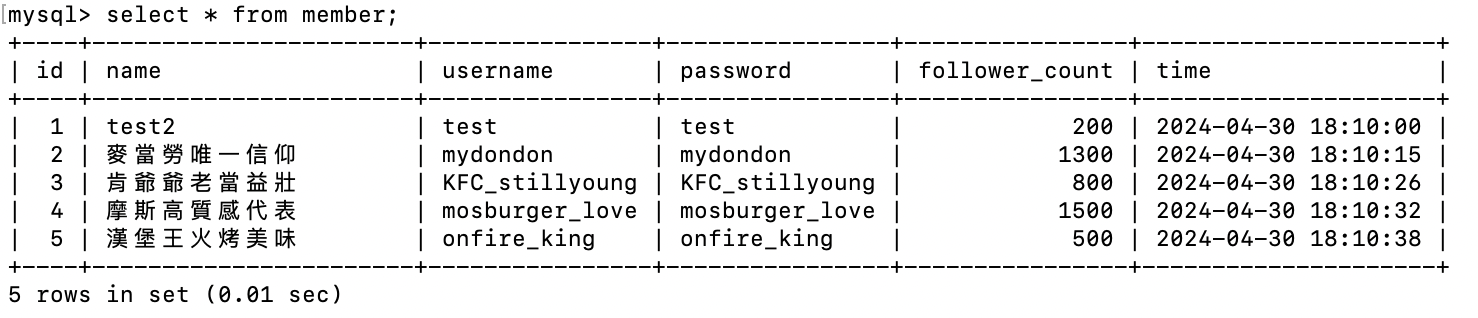 [mysql> select * from member;
+----+-----------------------+----------------+----------------+----------------+---------------------+
| id | name | username | password | follower_count | time |
+----+-----------------------+----------------+----------------+----------------+---------------------+
| 1 | test2 | test | test | 200 | 2024-04-30 18:10:00 |
| 2 | 麥當勞唯一信仰 | mydondon | mydondon | 1300 | 2024-04-30 18:10:15 |
| 3 | 肯爺爺老當益壯 | KFC_stillyoung | KFC_stillyoung | 800 | 2024-04-30 18:10:26 |
| 4 | 摩斯高質感代表 | mosburger_love | mosburger_love | 1500 | 2024-04-30 18:10:32 |
| 5 | 漢堡王火烤美味 | onfire_king | onfire_king | 500 | 2024-04-30 18:10:38 |
+----+-----------------------+----------------+----------------+----------------+---------------------+
5 rows in set (0.01 sec)